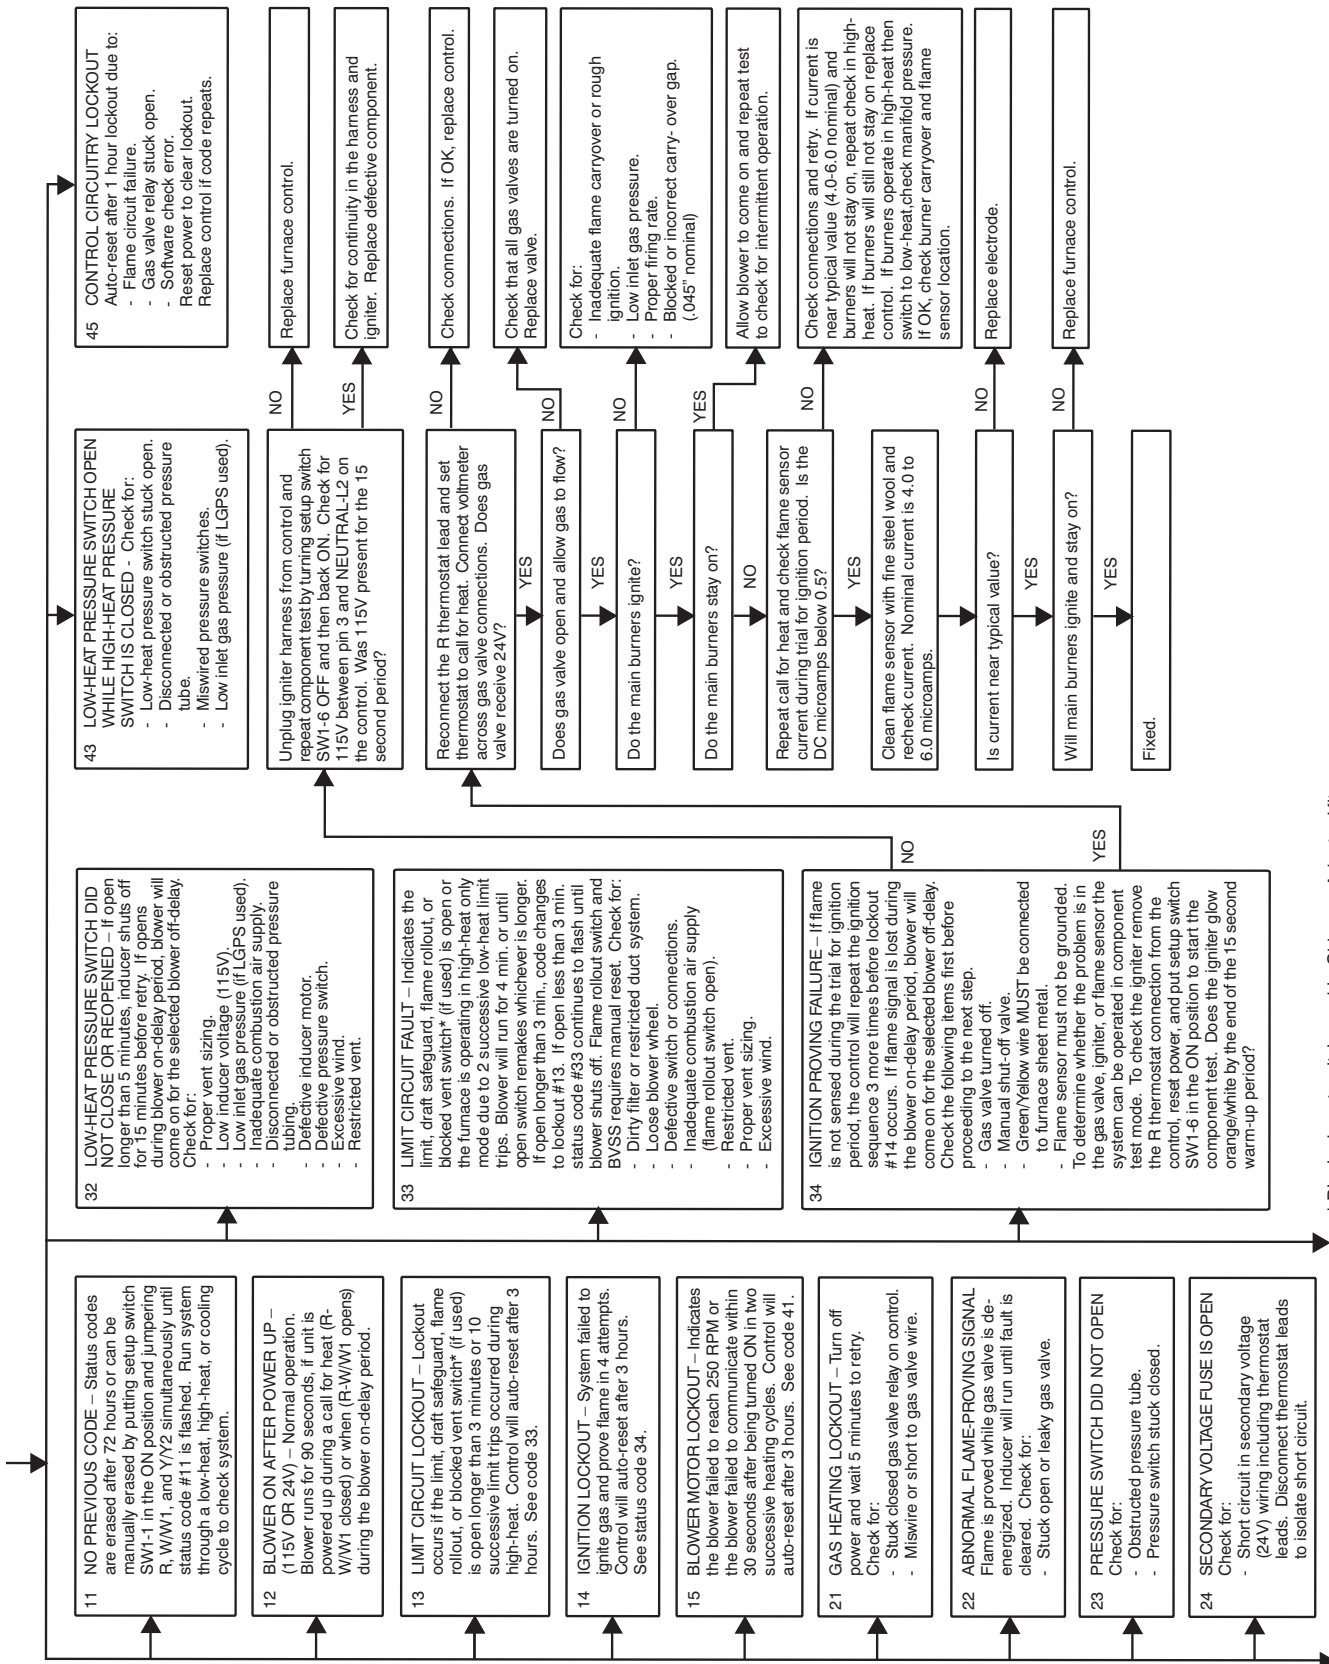 11 NO PREVIOUS CODE – Status codes
are erased after 72 hours or can be
manually erased by putting setup switch
SW1-1 in the ON position and jumpering
R, W/W1, and Y/Y2 simultaneously until
status code #11 is flashed. Run system
through a low-heat, high-heat, or cooling
cycle to check system.
12 BLOWER ON AFTER POWER UP –
(115V OR 24V) – Normal operation.
Blower runs for 90 seconds, if unit is
powered up during a call for heat (R-
W/W1 closed) or when (R-W/W1 opens)
during the blower on-delay period.
13 LIMIT CIRCUIT LOCKOUT – Lockout
occurs if the limit, draft safeguard, flame
rollout, or blocked vent switch* (if used)
is open longer than 3 minutes or 10
successive limit trips occurred during
high-heat. Control will auto-reset after 3
hours. See code 33.
14 IGNITION LOCKOUT – System failed to
ignite gas and prove flame in 4 attempts.
Control will auto-reset after 3 hours.
See status code 34.
15 BLOWER MOTOR LOCKOUT – Indicates
the blower failed to reach 250 RPM or
the blower failed to communicate within
30 seconds after being turned ON in two
successive heating cycles. Control will
auto-reset after 3 hours. See code 41.
21 GAS HEATING LOCKOUT – Turn off
power and wait 5 minutes to retry.
Check for:
- Stuck closed gas valve relay on control.
- Miswire or short to gas valve wire.
22 ABNORMAL FLAME-PROVING SIGNAL
Flame is proved while gas valve is de-
energized. Inducer will run until fault is
cleared. Check for:
- Stuck open or leaky gas valve.
23 PRESSURE SWITCH DID NOT OPEN
Check for:
- Obstructed pressure tube.
- Pressure switch stuck closed.
24 SECONDARY VOLTAGE FUSE IS OPEN
Check for:
- Short circuit in secondary voltage
(24V) wiring including thermostat
leads. Disconnect thermostat leads
to isolate short circuit.
32 LOW-HEAT PRESSURE SWITCH DID
NOT CLOSE OR REOPENED – If open
longer than 5 minutes, inducer shuts off
for 15 minutes before retry. If opens
during blower on-delay period, blower will
come on for the selected blower off-delay.
Check for:
- Proper vent sizing.
- Low inducer voltage (115V).
- Low inlet gas pressure (if LGPS used).
- Inadequate combustion air supply.
- Disconnected or obstructed pressure
tubing.
- Defective inducer motor.
- Defective pressure switch.
- Excessive wind.
- Restricted vent.
33 LIMIT CIRCUIT FAULT – Indicates the
limit, draft safeguard, flame rollout, or
blocked vent switch* (if used) is open or
the furnace is operating in high-heat only
mode due to 2 successive low-heat limit
trips. Blower will run for 4 min. or until
open switch remakes whichever is longer.
If open longer than 3 min., code changes
to lockout #13. If open less than 3 min.
status code #33 continues to flash until
blower shuts off. Flame rollout switch and
BVSS requires manual reset. Check for:
- Dirty filter or restricted duct system.
- Loose blower wheel.
- Defective switch or connections.
- Inadequate combustion air supply
(flame rollout switch open).
- Restricted vent.
- Proper vent sizing.
- Excessive wind.
34 IGNITION PROVING FAILURE – If flame
is not sensed during the trial for ignition
period, the control will repeat the ignition
sequence 3 more times before lockout
#14 occurs. If flame signal is lost during
the blower on-delay period, blower will
come on for the selected blower off-delay.
Check the following items first before
proceeding to the next step.
- Gas valve turned off.
- Manual shut-off valve.
- Green/Yellow wire MUST be connected
to furnace sheet metal.
- Flame sensor must not be grounded.
To determine whether the problem is in
the gas valve, igniter, or flame sensor the
system can be operated in component
test mode. To check the igniter remove
the R thermostat connection from the
control, reset power, and put setup switch
SW1-6 in the ON position to start the
component test. Does the igniter glow
orange/white by the end of the 15 second
warm-up period?
NO
YES
43 LOW-HEAT PRESSURE SWITCH OPEN
WHILE HIGH-HEAT PRESSURE
SWITCH IS CLOSED - Check for:
- Low-heat pressure switch stuck open.
- Disconnected or obstructed pressure
tube.
- Miswired pressure switches.
- Low inlet gas pressure (if LGPS used).
Unplug igniter harness from control and
repeat component test by turning setup switch
SW1-6 OFF and then back ON. Check for
115V between pin 3 and NEUTRAL-L2 on
the control. Was 115V present for the 15
second period?
NO
YES
Reconnect the R thermostat lead and set
thermostat to call for heat. Connect voltmeter
across gas valve connections. Does gas
valve receive 24V?
NO
YES
Does gas valve open and allow gas to flow?
NO
YES
Do the main burners ignite?
NO
YES
Do the main burners stay on?
YES
NO
Repeat call for heat and check flame sensor
current during trial for ignition period. Is the
DC microamps below 0.5?
NO
YES
Clean flame sensor with fine steel wool and
recheck current. Nominal current is 4.0 to
6.0 microamps.
Is current near typical value?
NO
YES
Will main burners ignite and stay on?
NO
YES
Fixed.
45 CONTROL CIRCUITRY LOCKOUT
Auto-reset after 1 hour lockout due to:
- Flame circuit failure.
- Gas valve relay stuck open.
- Software check error.
Reset power to clear lockout.
Replace control if code repeats.
Replace furnace control.
Check for continuity in the harness and
igniter. Replace defective component.
Check connections. If OK, replace control.
Check that all gas valves are turned on.
Replace valve.
Check for:
- Inadequate flame carryover or rough
ignition.
- Low inlet gas pressure.
- Proper firing rate.
- Blocked or incorrect carry- over gap.
(.045" nominal)
Allow blower to come on and repeat test
to check for intermittent operation.
Check connections and retry. If current is
near typical value (4.0-6.0 nominal) and
burners will not stay on, repeat check in high-
heat. If burners will still not stay on replace
control. If burners operate in high-heat then
switch to low-heat,check manifold pressure.
If OK, check burner carryover and flame
sensor location.
Replace electrode.
Replace furnace control.